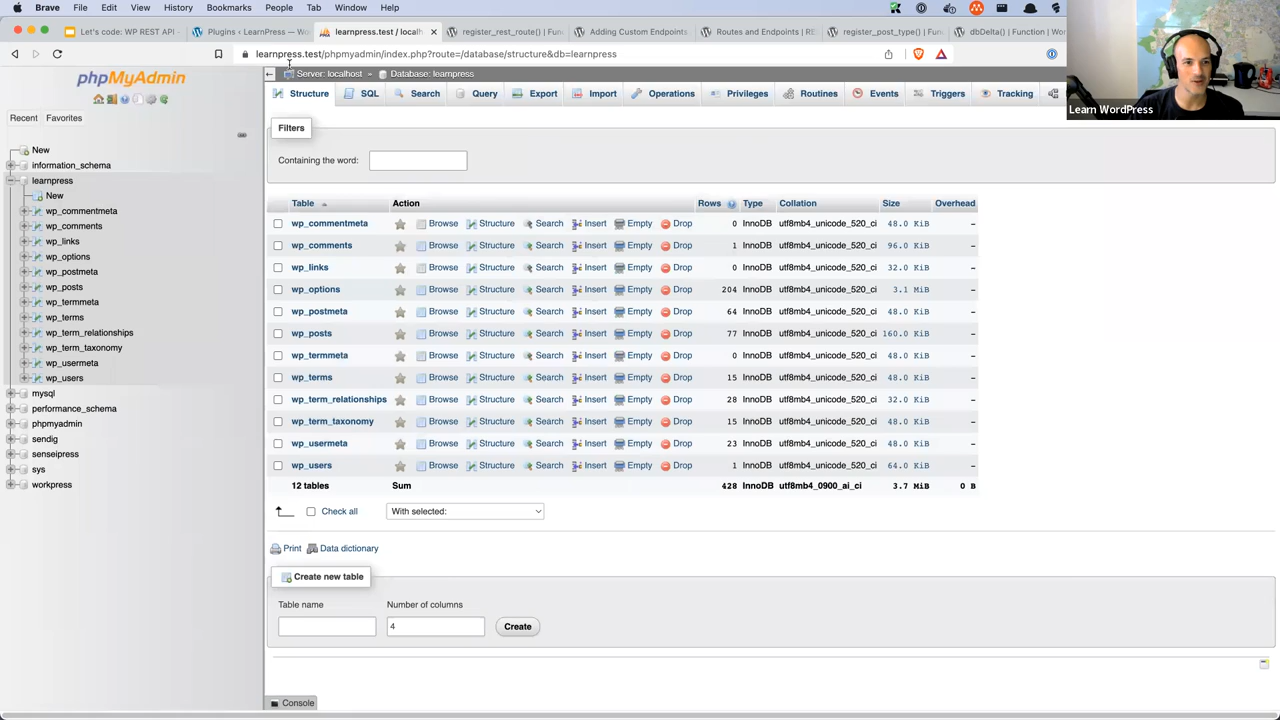 Brave File Edit View History Bookmarks People Tab Window Help
Let's code: WP REST API -
Plugins ‹ LearnPress — Wo
learnpress.test / localh
register_rest_route() | Fun
Adding Custom Endpoints
Routes and Endpoints | RE
register_post_type() | Fun
dbDelta() | Function | Wo
learnpress.test/phpmyadmin/index.php?route=/database/structure&db=learnpress
phpMyAdmin
Recent Favorites
New
information_schema
learnpress
New
wp_commentmeta
wp_comments
wp_links
wp_options
wp_postmeta
wp_posts
wp_termmeta
wp_terms
wp_term_relationships
wp_term_taxonomy
wp_usermeta
wp_users
mysql
performance_schema
phpmyadmin
sendig
senseipress
sys
workpress
Server: localhost » Database: learnpress
Structure SQL Search Query Export Import Operations Privileges Routines Events Triggers Tracking
Filters
Containing the word:
Table Action Rows Type Collation Size Overhead
wp_commentmeta Browse Structure Search Insert Empty Drop 0 InnoDB utf8mb4_unicode_520_ci 48.0 KiB –
wp_comments Browse Structure Search Insert Empty Drop 1 InnoDB utf8mb4_unicode_520_ci 96.0 KiB –
wp_links Browse Structure Search Insert Empty Drop 0 InnoDB utf8mb4_unicode_520_ci 32.0 KiB –
wp_options Browse Structure Search Insert Empty Drop 204 InnoDB utf8mb4_unicode_520_ci 3.1 MiB –
wp_postmeta Browse Structure Search Insert Empty Drop 64 InnoDB utf8mb4_unicode_520_ci 48.0 KiB –
wp_posts Browse Structure Search Insert Empty Drop 77 InnoDB utf8mb4_unicode_520_ci 160.0 KiB –
wp_termmeta Browse Structure Search Insert Empty Drop 0 InnoDB utf8mb4_unicode_520_ci 48.0 KiB –
wp_terms Browse Structure Search Insert Empty Drop 15 InnoDB utf8mb4_unicode_520_ci 48.0 KiB –
wp_term_relationships Browse Structure Search Insert Empty Drop 28 InnoDB utf8mb4_unicode_520_ci 32.0 KiB –
wp_term_taxonomy Browse Structure Search Insert Empty Drop 15 InnoDB utf8mb4_unicode_520_ci 48.0 KiB –
wp_usermeta Browse Structure Search Insert Empty Drop 23 InnoDB utf8mb4_unicode_520_ci 48.0 KiB –
wp_users Browse Structure Search Insert Empty Drop 1 InnoDB utf8mb4_unicode_520_ci 64.0 KiB –
12 tables Sum 428 InnoDB utf8mb4_0900_ai_ci 3.7 MiB 0 B
Check all With selected:
Print Data dictionary
Create new table
Table name Number of columns
4 Create
Console
Learn WordPress